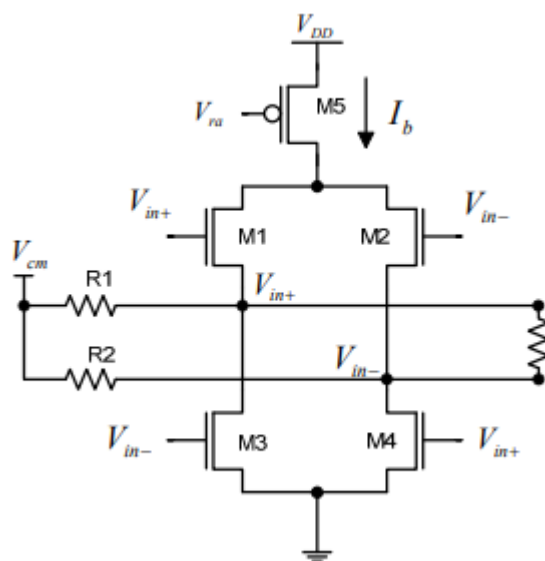 V_DD
V_ra
M5
I_b
V_in+
V_in−
M1
M2
V_cm
R1
V_in+
R2
V_in−
V_in−
M3
M4
V_in+